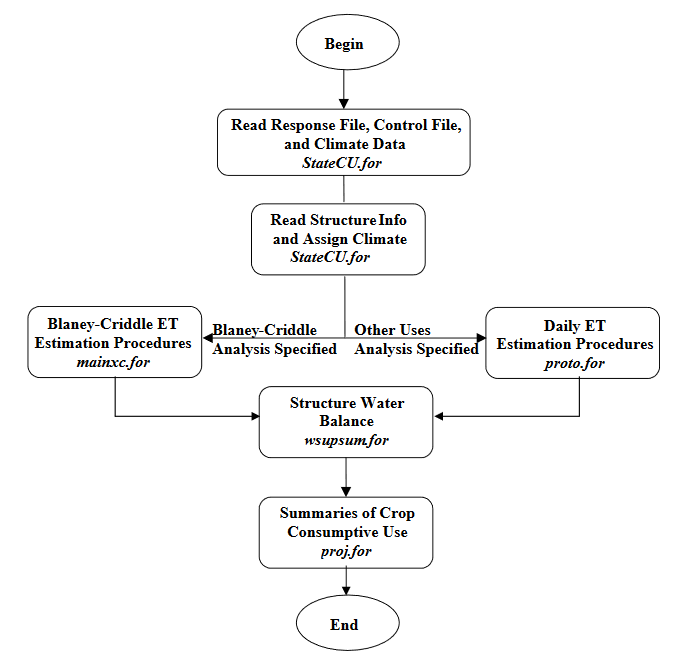 Begin
Read Response File, Control File,
and Climate Data
StateCU.for
Read Structure Info
and Assign Climate
StateCU.for
Blaney-Criddle ET
Estimation Procedures
mainxc.for
Blaney-Criddle
Analysis Specified
Other Uses
Analysis Specified
Daily ET
Estimation Procedures
proto.for
Structure Water
Balance
wsupsum.for
Summaries of Crop
Consumptive Use
proj.for
End